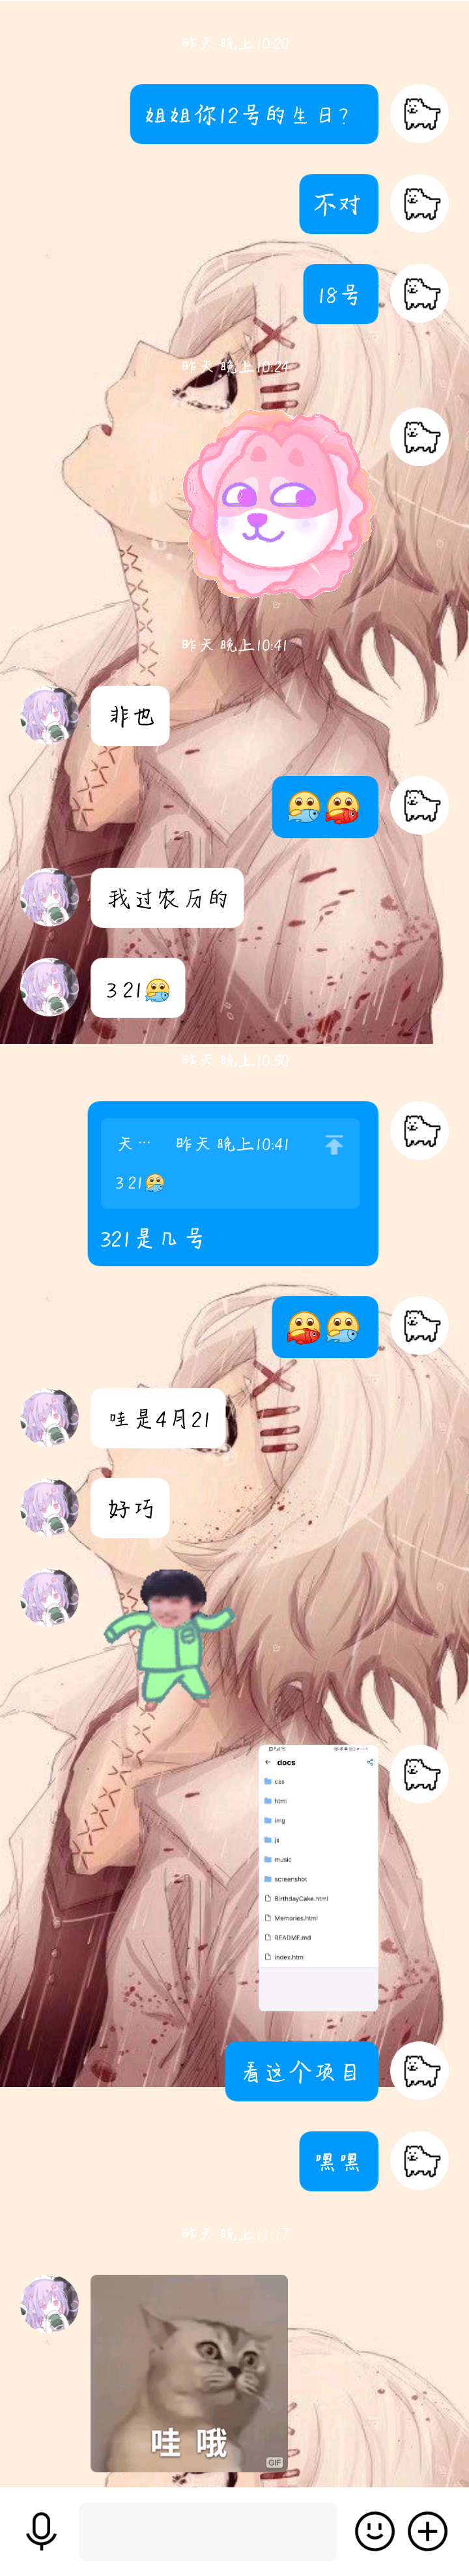 昨天 晚上10:20
姐姐你12号的生日？
不对
18号
昨天 晚上10:24
昨天 晚上10:41
非也
我过农历的
3 21
昨天 晚上10:50
天… 昨天 晚上10:41
3 21
321是几号
哇是4月21
好巧
docs
css
html
img
js
music
screenshot
BirthdayCake.html
Memories.html
README.md
index.html
看这个项目
嘿嘿
昨天 晚上11:17
哇 哦
GIF